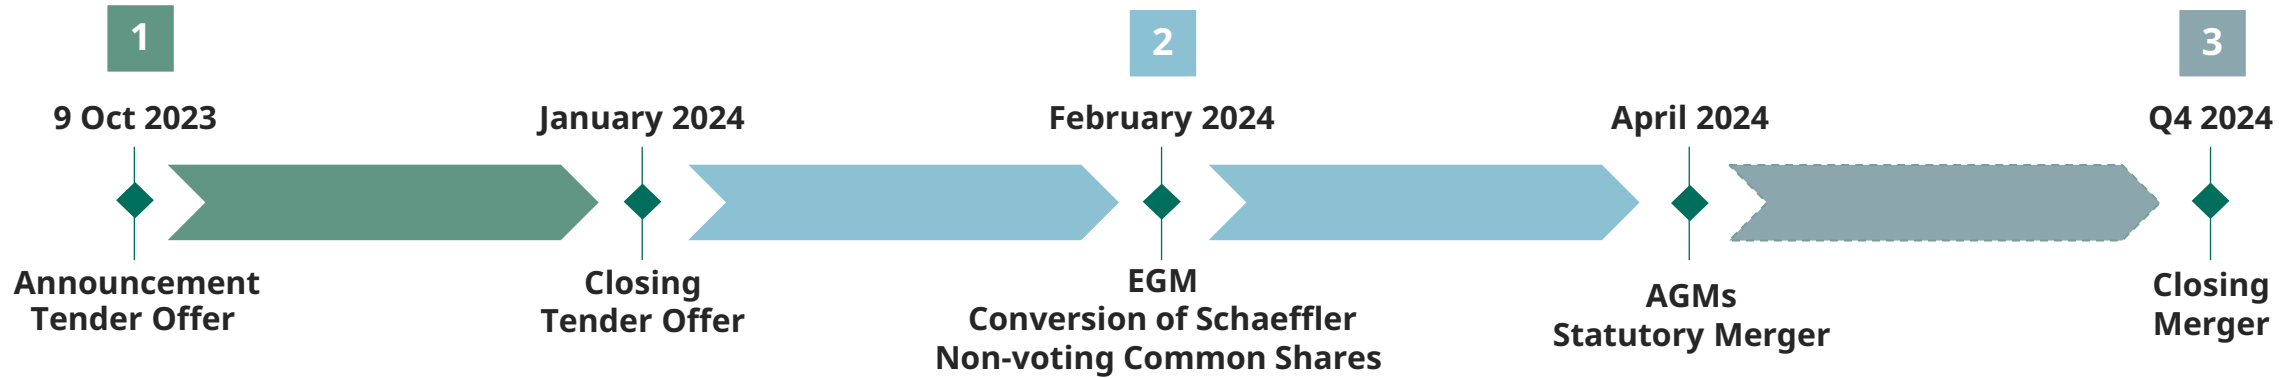 1
2
3
9 Oct 2023
January 2024
February 2024
April 2024
Q4 2024
Announcement
Tender Offer
Closing
Tender Offer
EGM
Conversion of Schaeffler
Non-voting Common Shares
AGMs
Statutory Merger
Closing
Merger